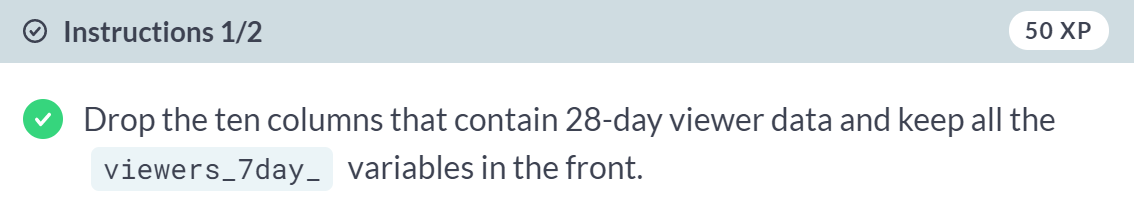 Instructions 1/2
50 XP
Drop the ten columns that contain 28-day viewer data and keep all the
viewers_7day_ variables in the front.